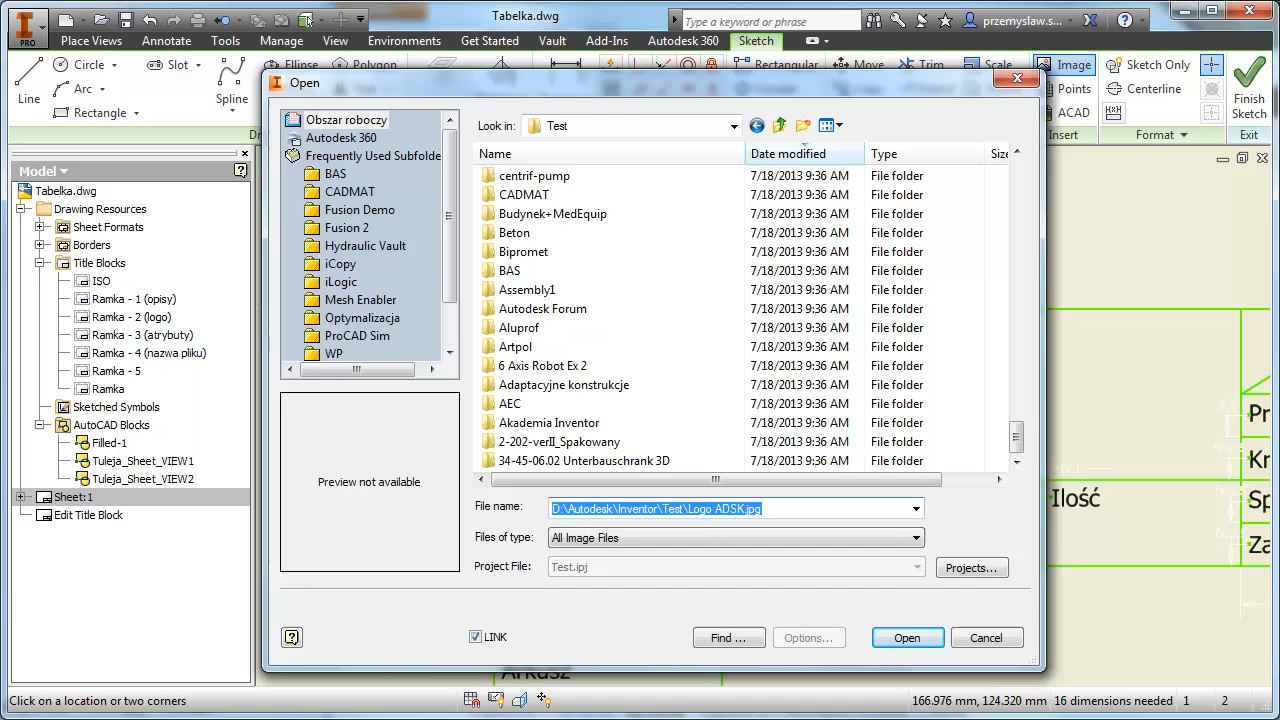 Tabelka.dwg
Type a keyword or phrase
przemyslaw.s...
PRO
Place Views Annotate Tools Manage View Environments Get Started Vault Add-Ins Autodesk 360 Sketch
Line
Circle
Arc
Rectangle
Slot
Spline
Ellipse
Polygon
Rectangular
Move
Trim
Scale
Image
Points
ACAD
Insert
Sketch Only
Centerline
Format
Finish
Sketch
Exit
Model
Tabelka.dwg
Drawing Resources
Sheet Formats
Borders
Title Blocks
ISO
Ramka - 1 (opisy)
Ramka - 2 (logo)
Ramka - 3 (atrybuty)
Ramka - 4 (nazwa pliku)
Ramka - 5
Ramka
Sketched Symbols
AutoCAD Blocks
Filled-1
Tuleja_Sheet_VIEW1
Tuleja_Sheet_VIEW2
Sheet:1
Edit Title Block
Open
Obszar roboczy
Autodesk 360
Frequently Used Subfolde
BAS
CADMAT
Fusion Demo
Fusion 2
Hydraulic Vault
iCopy
iLogic
Mesh Enabler
Optymalizacja
ProCAD Sim
WP
Preview not available
Look in: Test
Name Date modified Type Size
centrif-pump 7/18/2013 9:36 AM File folder
CADMAT 7/18/2013 9:36 AM File folder
Budynek+MedEquip 7/18/2013 9:36 AM File folder
Beton 7/18/2013 9:36 AM File folder
Bipromet 7/18/2013 9:36 AM File folder
BAS 7/18/2013 9:36 AM File folder
Assembly1 7/18/2013 9:36 AM File folder
Autodesk Forum 7/18/2013 9:36 AM File folder
Aluprof 7/18/2013 9:36 AM File folder
Artpol 7/18/2013 9:36 AM File folder
6 Axis Robot Ex 2 7/18/2013 9:36 AM File folder
Adaptacyjne konstrukcje 7/18/2013 9:36 AM File folder
AEC 7/18/2013 9:36 AM File folder
Akademia Inventor 7/18/2013 9:36 AM File folder
2-202-verII_Spakowany 7/18/2013 9:36 AM File folder
34-45-06.02 Unterbauschrank 3D 7/18/2013 9:36 AM File folder
File name: D:\Autodesk\Inventor\Test\Logo ADSK.jpg
Files of type: All Image Files
Project File: Test.ipj
Projects...
LINK
Find ...
Options...
Open
Cancel
Pr
Kr
Ilość
Sp
Za
Arkusz
Click on a location or two corners
166.976 mm, 124.320 mm 16 dimensions needed 1 2